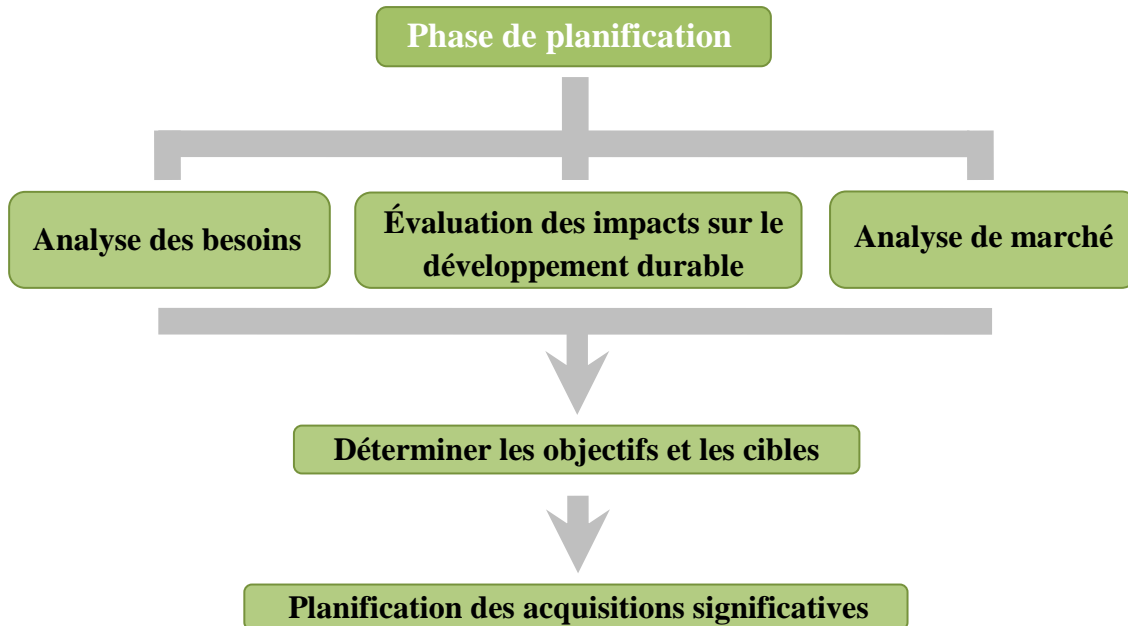 Phase de planification
Analyse des besoins
Évaluation des impacts sur le
développement durable
Analyse de marché
Déterminer les objectifs et les cibles
Planification des acquisitions significatives